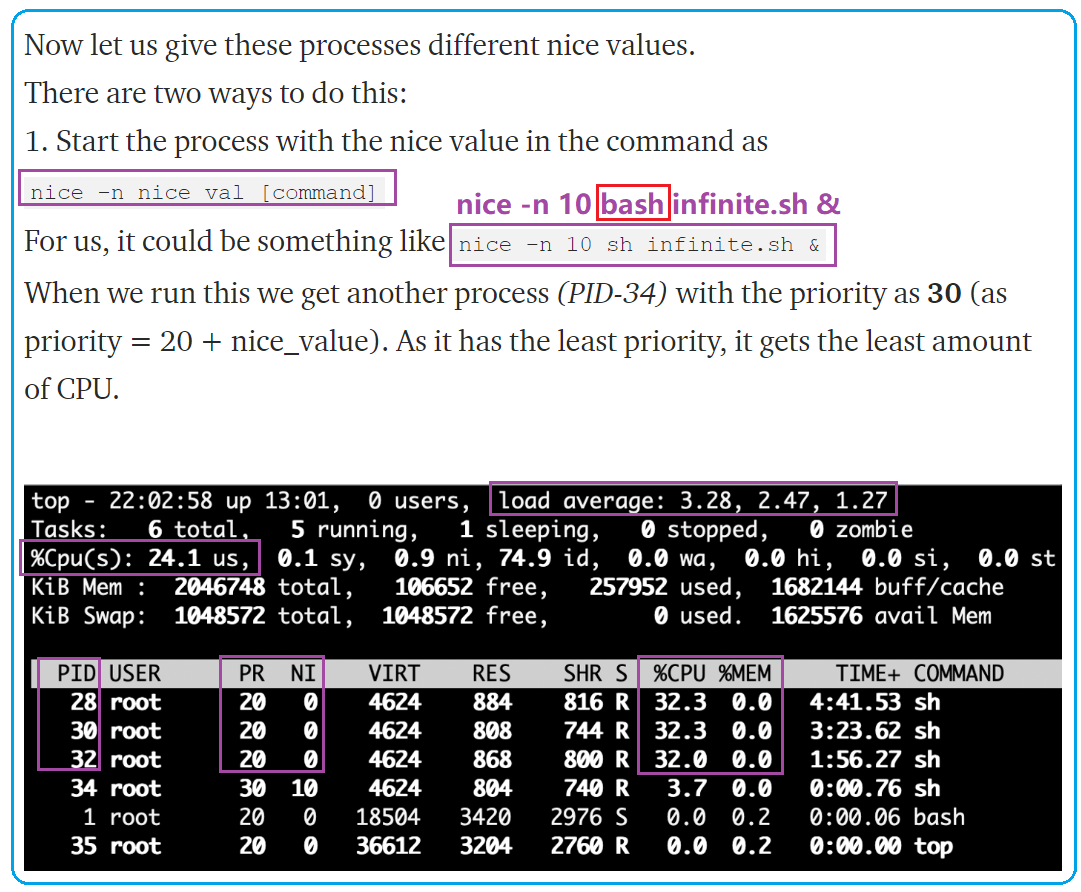 Now let us give these processes different nice values.
There are two ways to do this:
1. Start the process with the nice value in the command as
nice -n nice val [command]
nice -n 10 bash infinite.sh &
For us, it could be something like nice -n 10 sh infinite.sh &
When we run this we get another process (PID-34) with the priority as 30 (as
priority = 20 + nice_value). As it has the least priority, it gets the least amount
of CPU.
top - 22:02:58 up 13:01,  0 users,  load average: 3.28, 2.47, 1.27
Tasks:   6 total,   5 running,   1 sleeping,   0 stopped,   0 zombie
%Cpu(s): 24.1 us,  0.1 sy,  0.9 ni, 74.9 id,  0.0 wa,  0.0 hi,  0.0 si,  0.0 st
KiB Mem :  2046748 total,   106652 free,   257952 used,  1682144 buff/cache
KiB Swap:  1048572 total,  1048572 free,        0 used.  1625576 avail Mem
PID USER PR NI VIRT RES SHR S %CPU %MEM TIME+ COMMAND
28 root 20 0 4624 884 816 R 32.3 0.0 4:41.53 sh
30 root 20 0 4624 808 744 R 32.3 0.0 3:23.62 sh
32 root 20 0 4624 868 800 R 32.0 0.0 1:56.27 sh
34 root 30 10 4624 804 740 R 3.7 0.0 0:00.76 sh
1 root 20 0 18504 3420 2976 S 0.0 0.2 0:00.06 bash
35 root 20 0 36612 3204 2760 R 0.0 0.2 0:00.00 top